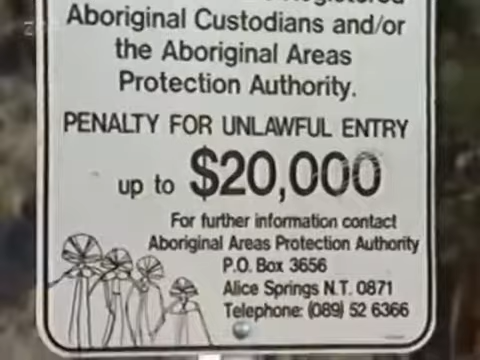 Registered
Aboriginal Custodians and/or
the Aboriginal Areas
Protection Authority.
PENALTY FOR UNLAWFUL ENTRY
up to $20,000
For further information contact
Aboriginal Areas Protection Authority
P.O. Box 3656
Alice Springs N.T. 0871
Telephone: (089) 52 6366